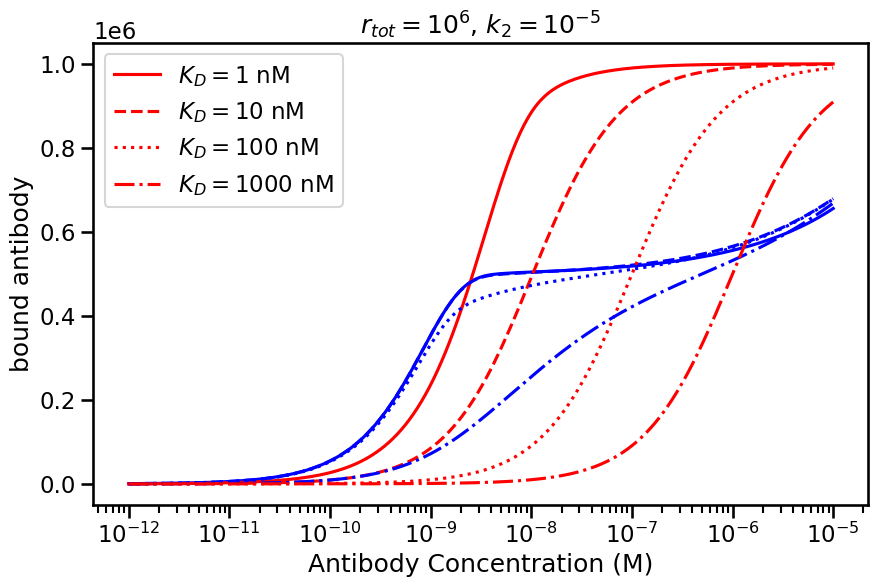 $r_{tot} = 10^6$, $k_2 = 10^{-5}$
1e6
$K_D = 1$ nM
$K_D = 10$ nM
$K_D = 100$ nM
$K_D = 1000$ nM
1.0
0.8
0.6
0.4
0.2
0.0
bound antibody
$10^{-12}$ $10^{-11}$ $10^{-10}$ $10^{-9}$ $10^{-8}$ $10^{-7}$ $10^{-6}$ $10^{-5}$
Antibody Concentration (M)